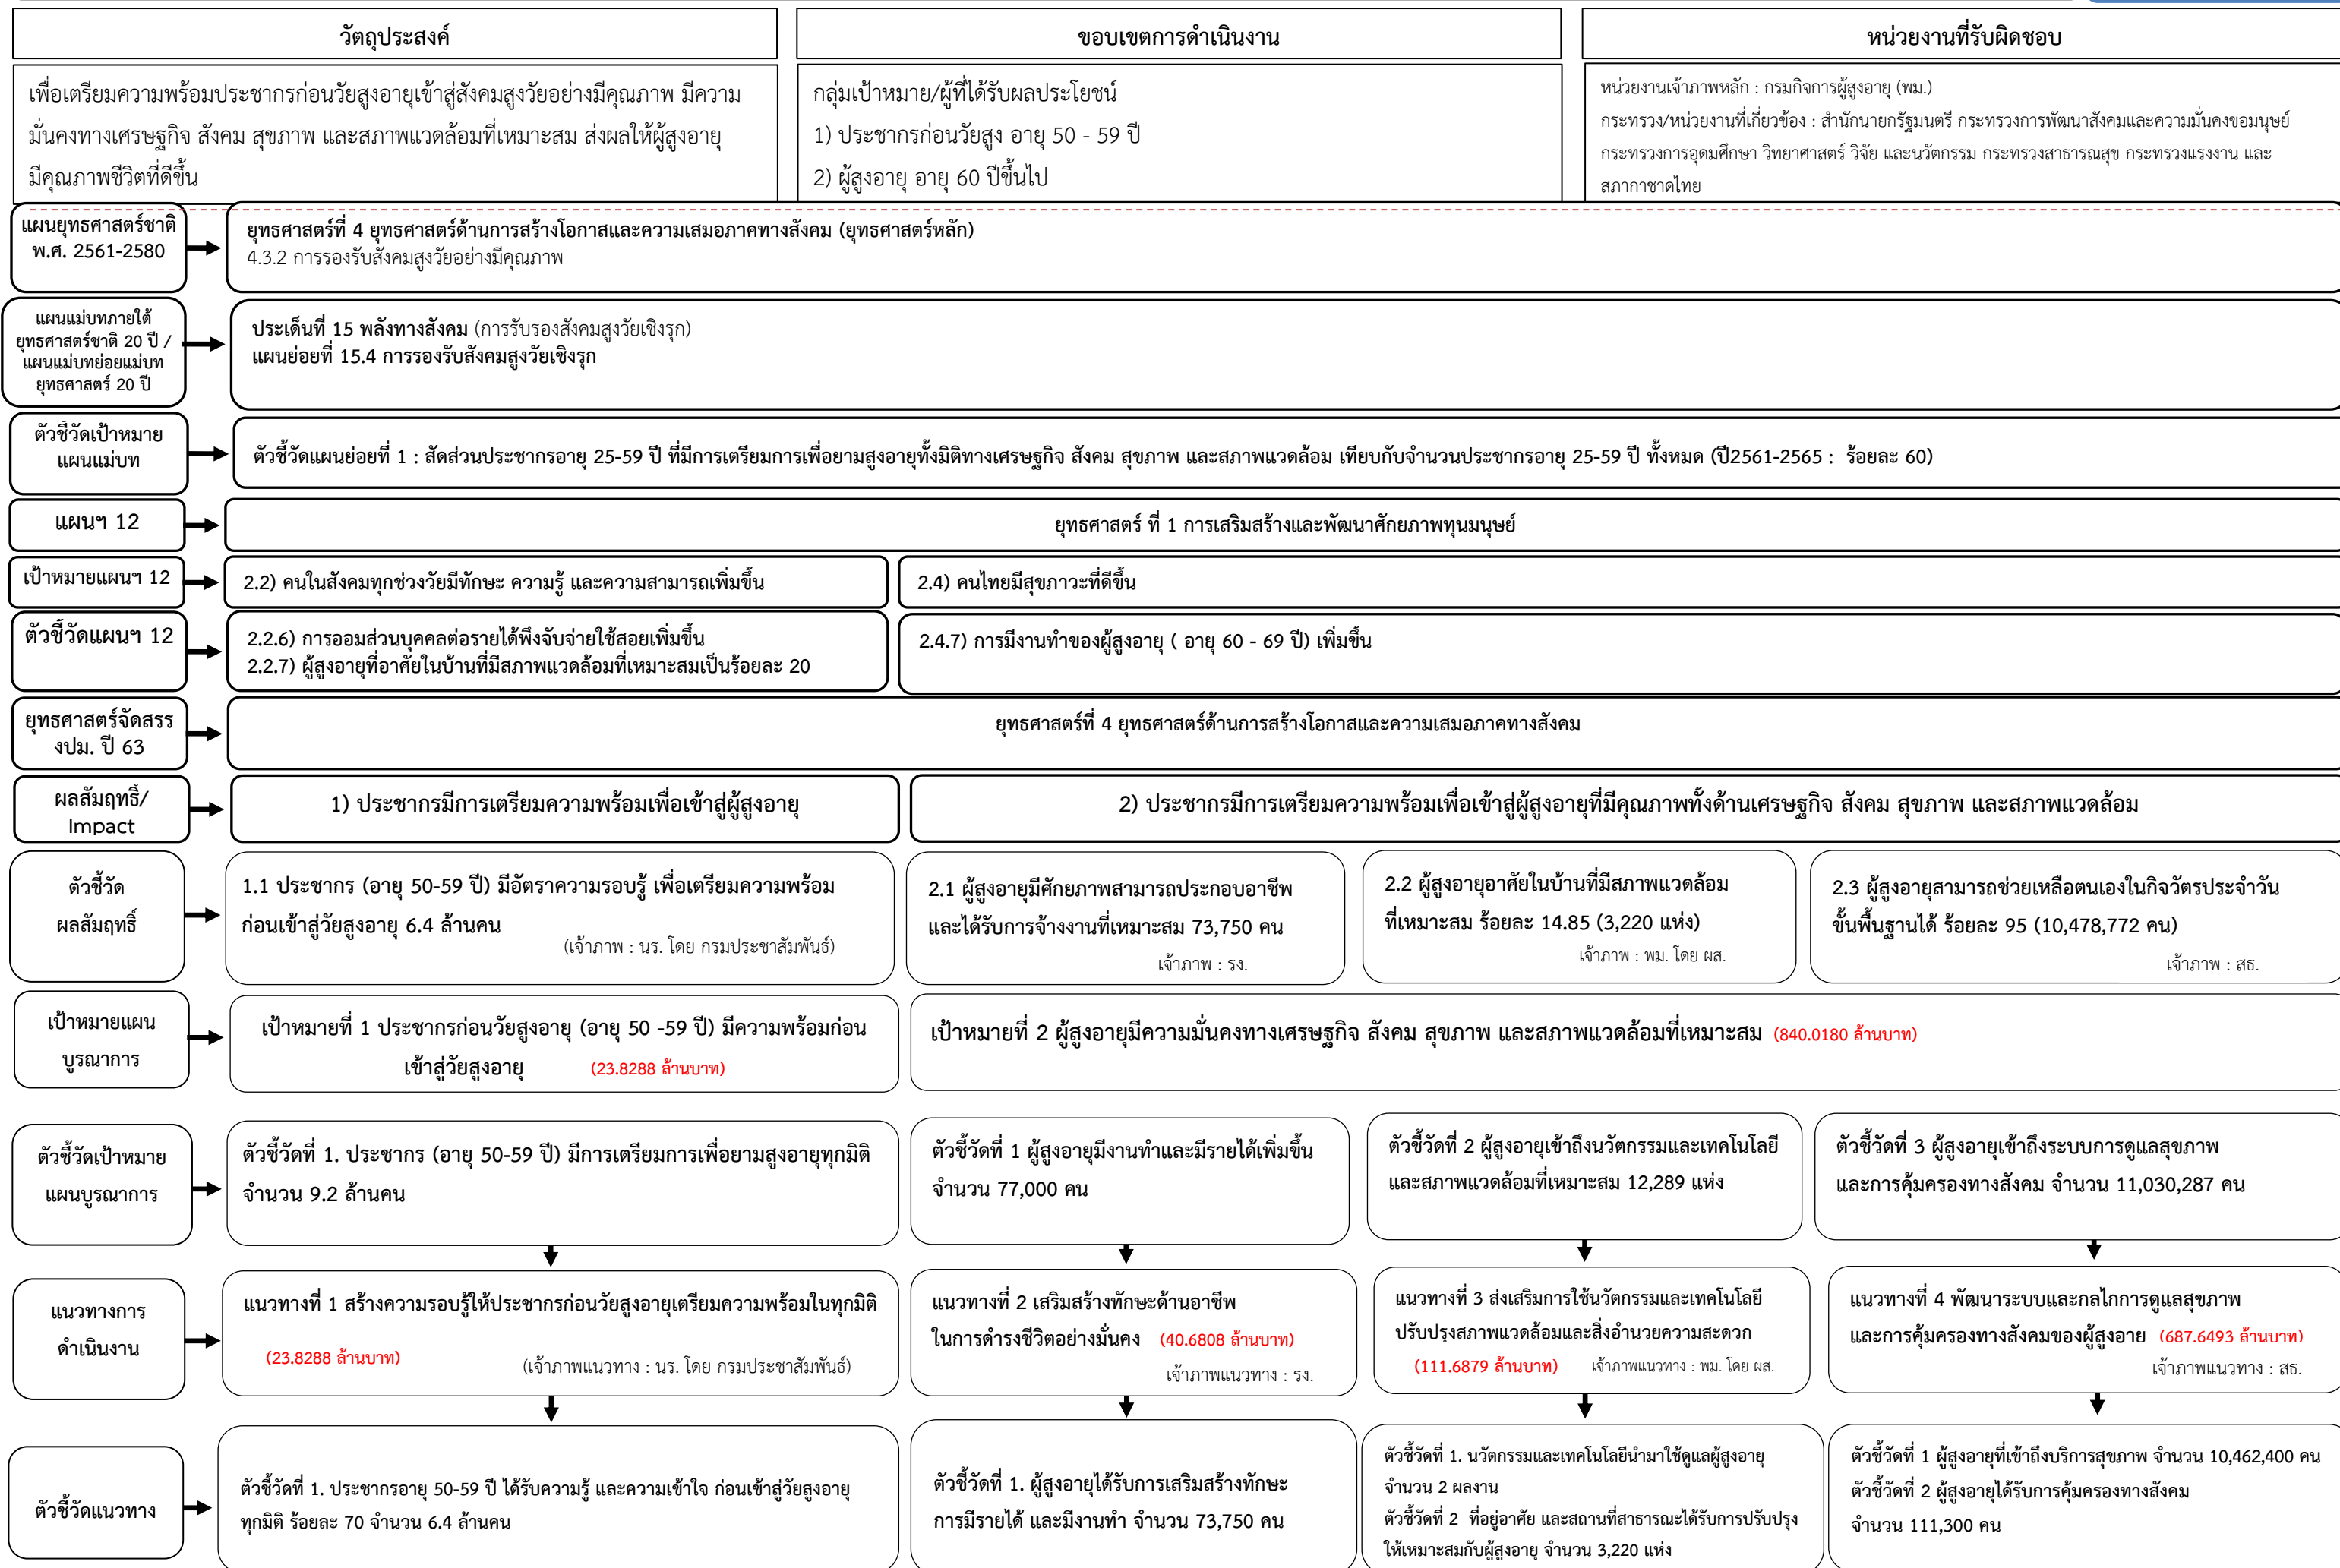 วัตถุประสงค์
ขอบเขตการดำเนินงาน
หน่วยงานที่รับผิดชอบ
เพื่อเตรียมความพร้อมประชากรก่อนวัยสูงอายุเข้าสู่สังคมสูงวัยอย่างมีคุณภาพ มีความ
มั่นคงทางเศรษฐกิจ สังคม สุขภาพ และสภาพแวดล้อมที่เหมาะสม ส่งผลให้ผู้สูงอายุ
มีคุณภาพชีวิตที่ดีขึ้น
กลุ่มเป้าหมาย/ผู้ที่ได้รับผลประโยชน์
1) ประชากรก่อนวัยสูง อายุ 50 - 59 ปี
2) ผู้สูงอายุ อายุ 60 ปีขึ้นไป
หน่วยงานเจ้าภาพหลัก : กรมกิจการผู้สูงอายุ (พม.)
กระทรวง/หน่วยงานที่เกี่ยวข้อง : สำนักนายกรัฐมนตรี กระทรวงการพัฒนาสังคมและความมั่นคงขอมนุษย์
กระทรวงการอุดมศึกษา วิทยาศาสตร์ วิจัย และนวัตกรรม กระทรวงสาธารณสุข กระทรวงแรงงาน และ
สภากาชาดไทย
แผนยุทธศาสตร์ชาติ
พ.ศ. 2561-2580
ยุทธศาสตร์ที่ 4 ยุทธศาสตร์ด้านการสร้างโอกาสและความเสมอภาคทางสังคม (ยุทธศาสตร์หลัก)
4.3.2 การรองรับสังคมสูงวัยอย่างมีคุณภาพ
แผนแม่บทภายใต้
ยุทธศาสตร์ชาติ 20 ปี /
แผนแม่บทย่อยแม่บท
ยุทธศาสตร์ 20 ปี
ประเด็นที่ 15 พลังทางสังคม (การรับรองสังคมสูงวัยเชิงรุก)
แผนย่อยที่ 15.4 การรองรับสังคมสูงวัยเชิงรุก
ตัวชี้วัดเป้าหมาย
แผนแม่บท
ตัวชี้วัดแผนย่อยที่ 1 : สัดส่วนประชากรอายุ 25-59 ปี ที่มีการเตรียมการเพื่อยามสูงอายุทั้งมิติทางเศรษฐกิจ สังคม สุขภาพ และสภาพแวดล้อม เทียบกับจำนวนประชากรอายุ 25-59 ปี ทั้งหมด (ปี2561-2565 : ร้อยละ 60)
แผนฯ 12
ยุทธศาสตร์ ที่ 1 การเสริมสร้างและพัฒนาศักยภาพทุนมนุษย์
เป้าหมายแผนฯ 12
2.2) คนในสังคมทุกช่วงวัยมีทักษะ ความรู้ และความสามารถเพิ่มขึ้น
2.4) คนไทยมีสุขภาวะที่ดีขึ้น
ตัวชี้วัดแผนฯ 12
2.2.6) การออมส่วนบุคคลต่อรายได้พึงจับจ่ายใช้สอยเพิ่มขึ้น
2.2.7) ผู้สูงอายุที่อาศัยในบ้านที่มีสภาพแวดล้อมที่เหมาะสมเป็นร้อยละ 20
2.4.7) การมีงานทำของผู้สูงอายุ ( อายุ 60 - 69 ปี) เพิ่มขึ้น
ยุทธศาสตร์จัดสรร
งปม. ปี 63
ยุทธศาสตร์ที่ 4 ยุทธศาสตร์ด้านการสร้างโอกาสและความเสมอภาคทางสังคม
ผลสัมฤทธิ์/
Impact
1) ประชากรมีการเตรียมความพร้อมเพื่อเข้าสู่ผู้สูงอายุ
2) ประชากรมีการเตรียมความพร้อมเพื่อเข้าสู่ผู้สูงอายุที่มีคุณภาพทั้งด้านเศรษฐกิจ สังคม สุขภาพ และสภาพแวดล้อม
ตัวชี้วัด
ผลสัมฤทธิ์
1.1 ประชากร (อายุ 50-59 ปี) มีอัตราความรอบรู้ เพื่อเตรียมความพร้อม
ก่อนเข้าสู่วัยสูงอายุ 6.4 ล้านคน
(เจ้าภาพ : นร. โดย กรมประชาสัมพันธ์)
2.1 ผู้สูงอายุมีศักยภาพสามารถประกอบอาชีพ
และได้รับการจ้างงานที่เหมาะสม 73,750 คน
เจ้าภาพ : รง.
2.2 ผู้สูงอายุอาศัยในบ้านที่มีสภาพแวดล้อม
ที่เหมาะสม ร้อยละ 14.85 (3,220 แห่ง)
เจ้าภาพ : พม. โดย ผส.
2.3 ผู้สูงอายุสามารถช่วยเหลือตนเองในกิจวัตรประจำวัน
ขั้นพื้นฐานได้ ร้อยละ 95 (10,478,772 คน)
เจ้าภาพ : สธ.
เป้าหมายแผน
บูรณาการ
เป้าหมายที่ 1 ประชากรก่อนวัยสูงอายุ (อายุ 50 -59 ปี) มีความพร้อมก่อน
เข้าสู่วัยสูงอายุ (23.8288 ล้านบาท)
เป้าหมายที่ 2 ผู้สูงอายุมีความมั่นคงทางเศรษฐกิจ สังคม สุขภาพ และสภาพแวดล้อมที่เหมาะสม (840.0180 ล้านบาท)
ตัวชี้วัดเป้าหมาย
แผนบูรณาการ
ตัวชี้วัดที่ 1. ประชากร (อายุ 50-59 ปี) มีการเตรียมการเพื่อยามสูงอายุทุกมิติ
จำนวน 9.2 ล้านคน
ตัวชี้วัดที่ 1 ผู้สูงอายุมีงานทำและมีรายได้เพิ่มขึ้น
จำนวน 77,000 คน
ตัวชี้วัดที่ 2 ผู้สูงอายุเข้าถึงนวัตกรรมและเทคโนโลยี
และสภาพแวดล้อมที่เหมาะสม 12,289 แห่ง
ตัวชี้วัดที่ 3 ผู้สูงอายุเข้าถึงระบบการดูแลสุขภาพ
และการคุ้มครองทางสังคม จำนวน 11,030,287 คน
แนวทางการ
ดำเนินงาน
แนวทางที่ 1 สร้างความรอบรู้ให้ประชากรก่อนวัยสูงอายุเตรียมความพร้อมในทุกมิติ
(23.8288 ล้านบาท) (เจ้าภาพแนวทาง : นร. โดย กรมประชาสัมพันธ์)
แนวทางที่ 2 เสริมสร้างทักษะด้านอาชีพ
ในการดำรงชีวิตอย่างมั่นคง (40.6808 ล้านบาท)
เจ้าภาพแนวทาง : รง.
แนวทางที่ 3 ส่งเสริมการใช้นวัตกรรมและเทคโนโลยี
ปรับปรุงสภาพแวดล้อมและสิ่งอำนวยความสะดวก
(111.6879 ล้านบาท) เจ้าภาพแนวทาง : พม. โดย ผส.
แนวทางที่ 4 พัฒนาระบบและกลไกการดูแลสุขภาพ
และการคุ้มครองทางสังคมของผู้สูงอายุ (687.6493 ล้านบาท)
เจ้าภาพแนวทาง : สธ.
ตัวชี้วัดแนวทาง
ตัวชี้วัดที่ 1. ประชากรอายุ 50-59 ปี ได้รับความรู้ และความเข้าใจ ก่อนเข้าสู่วัยสูงอายุ
ทุกมิติ ร้อยละ 70 จำนวน 6.4 ล้านคน
ตัวชี้วัดที่ 1. ผู้สูงอายุได้รับการเสริมสร้างทักษะ
การมีรายได้ และมีงานทำ จำนวน 73,750 คน
ตัวชี้วัดที่ 1. นวัตกรรมและเทคโนโลยีนำมาใช้ดูแลผู้สูงอายุ
จำนวน 2 ผลงาน
ตัวชี้วัดที่ 2 ที่อยู่อาศัย และสถานที่สาธารณะได้รับการปรับปรุง
ให้เหมาะสมกับผู้สูงอายุ จำนวน 3,220 แห่ง
ตัวชี้วัดที่ 1 ผู้สูงอายุที่เข้าถึงบริการสุขภาพ จำนวน 10,462,400 คน
ตัวชี้วัดที่ 2 ผู้สูงอายุได้รับการคุ้มครองทางสังคม
จำนวน 111,300 คน